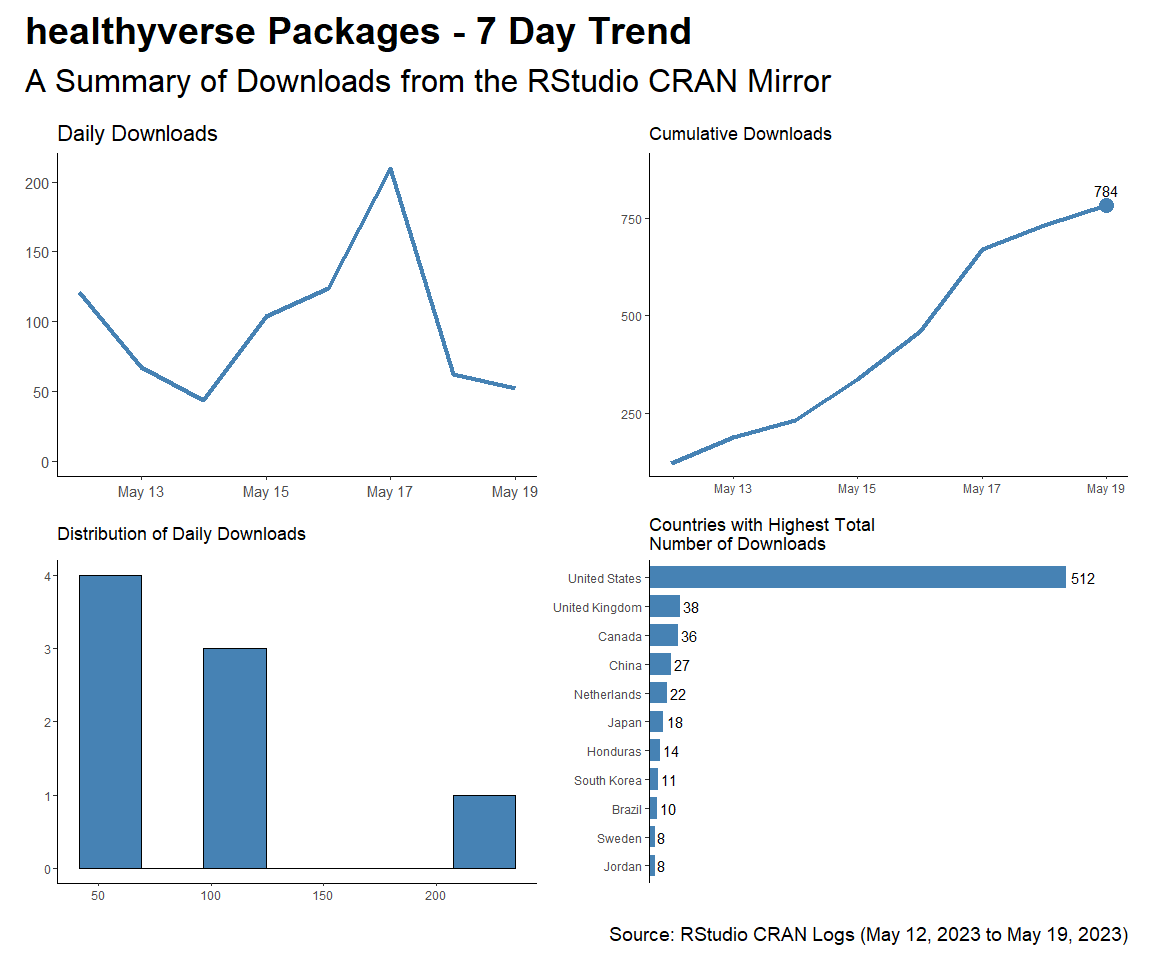 healthyverse Packages - 7 Day Trend
A Summary of Downloads from the RStudio CRAN Mirror
Daily Downloads
200
150
100
50
0
May 13 May 15 May 17 May 19
Cumulative Downloads
784
750
500
250
May 13 May 15 May 17 May 19
Distribution of Daily Downloads
4
3
2
1
0
50 100 150 200
Countries with Highest Total
Number of Downloads
United States 512
United Kingdom 38
Canada 36
China 27
Netherlands 22
Japan 18
Honduras 14
South Korea 11
Brazil 10
Sweden 8
Jordan 8
Source: RStudio CRAN Logs (May 12, 2023 to May 19, 2023)